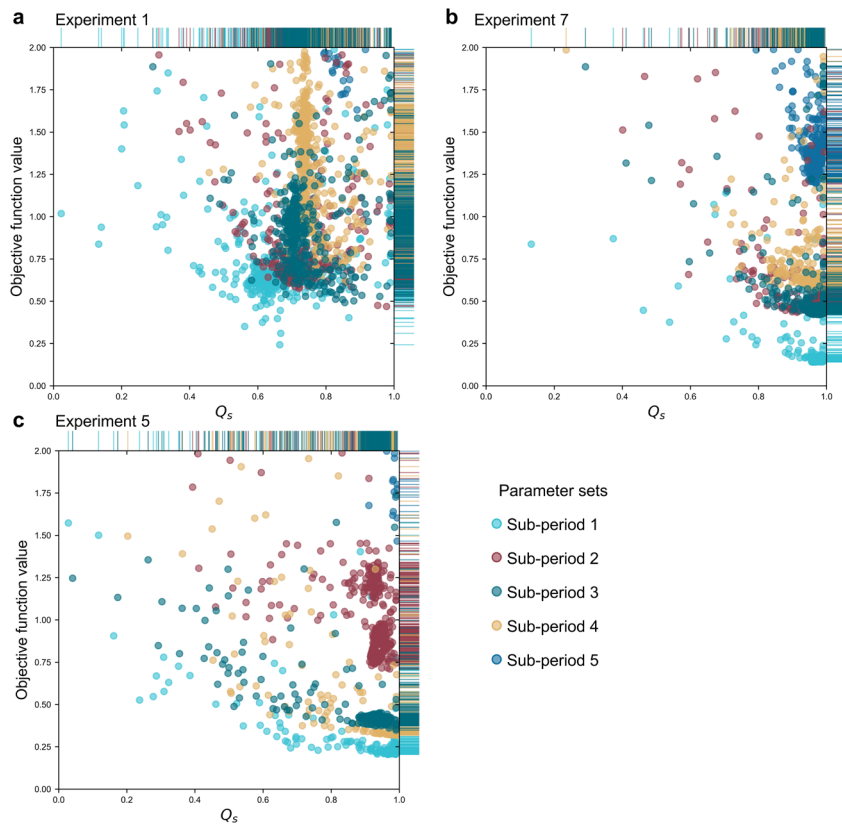 a Experiment 1
2.00
1.75
1.50
1.25
1.00
0.75
0.50
0.25
0.00
Objective function value
0.0 0.2 0.4 0.6 0.8 1.0
Qs
b Experiment 7
2.00
1.75
1.50
1.25
1.00
0.75
0.50
0.25
0.00
Objective function value
0.0 0.2 0.4 0.6 0.8 1.0
Qs
c Experiment 5
2.00
1.75
1.50
1.25
1.00
0.75
0.50
0.25
0.00
Objective function value
0.0 0.2 0.4 0.6 0.8 1.0
Qs
Parameter sets
Sub-period 1
Sub-period 2
Sub-period 3
Sub-period 4
Sub-period 5